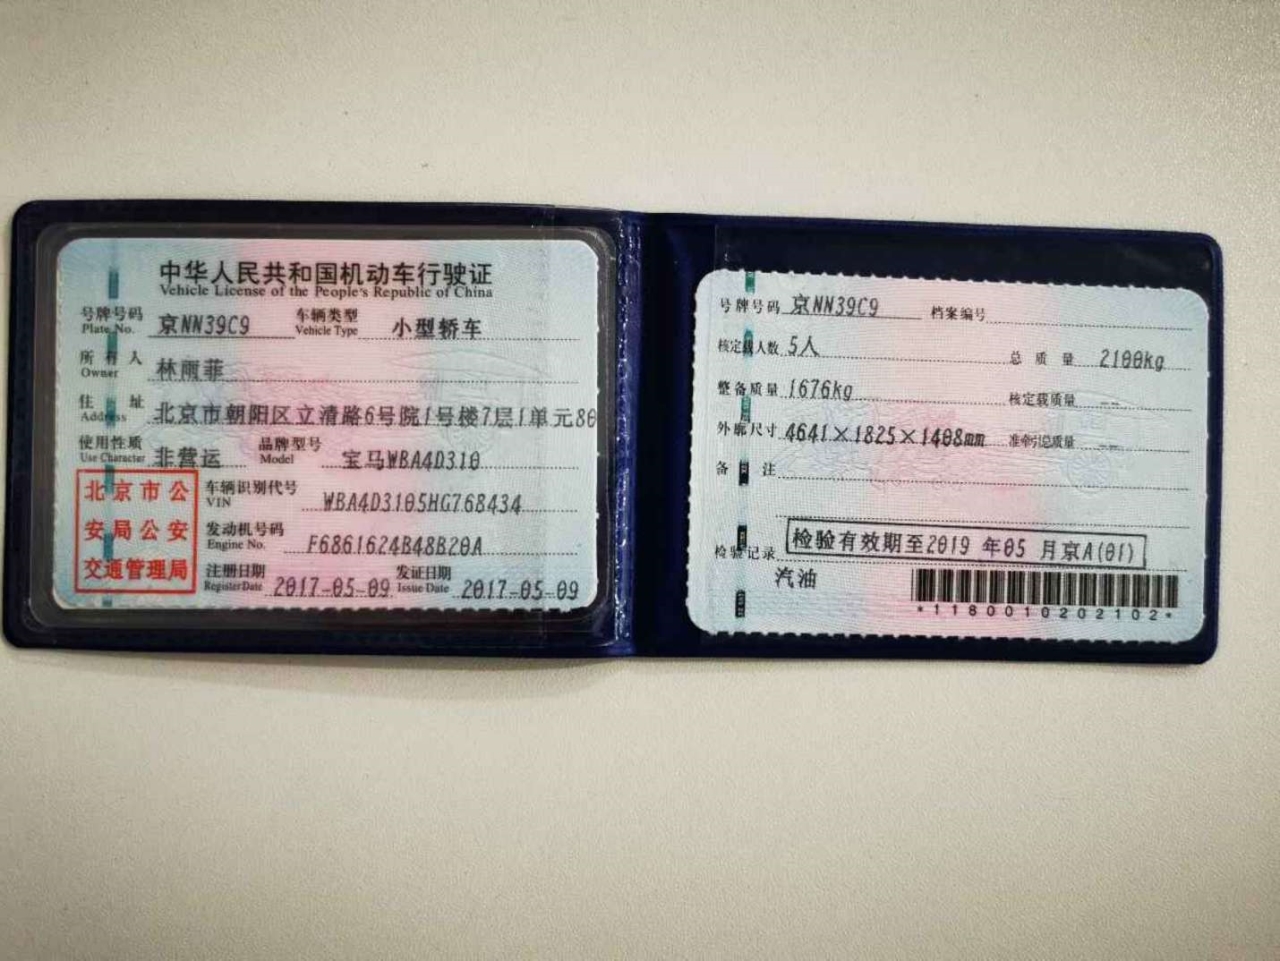 中华人民共和国机动车行驶证
Vehicle License of the People's Republic of China
号牌号码 京NN39C9 车辆类型 小型轿车
Plate No. Vehicle Type
所有人 林雨菲
Owner
住址 北京市朝阳区立清路6号院1号楼7层1单元80
Address
使用性质 非营运 品牌型号 宝马WBA4D310
Use Character Model
北京市公
安局公安
交通管理局
车辆识别代号 WBA4D3105HG768434
VIN
发动机号码 F6861624B48B20A
Engine No.
注册日期 2017-05-09 发证日期 2017-05-09
Register Date Issue Date
号牌号码 京NN39C9 档案编号
核定载人数 5人 总质量 2100kg
整备质量 1676kg 核定载质量 --
外廓尺寸 4641×1825×1408mm 准牵引总质量 --
备注
检验记录 检验有效期至2019 年05 月京A(01)
汽油
*1180010202102*